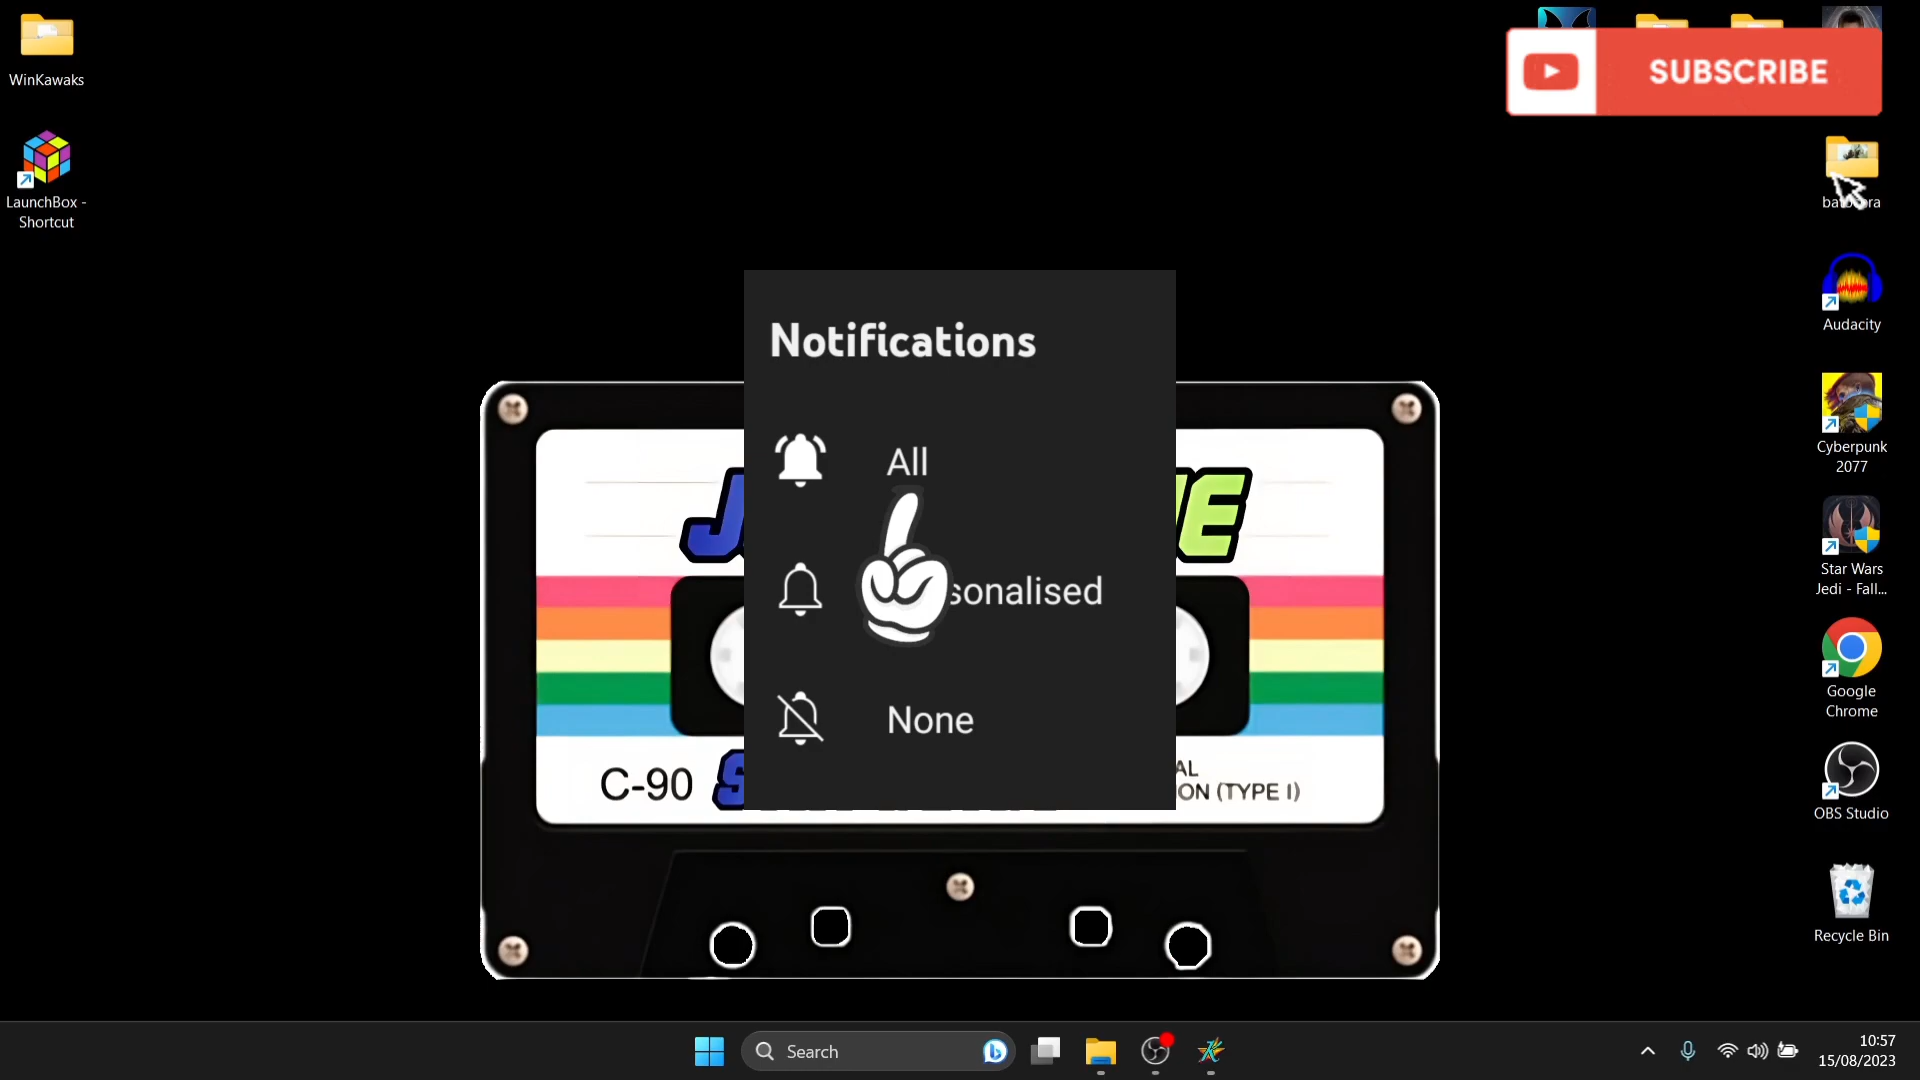 WinKawaks
LaunchBox -
Shortcut
SUBSCRIBE
Audacity
Cyberpunk
2077
Star Wars
Jedi - Fall...
Google
Chrome
OBS Studio
Recycle Bin
Notifications
All
sonalised
None
C-90
ON (TYPE I)
Search
10:57
15/08/2023